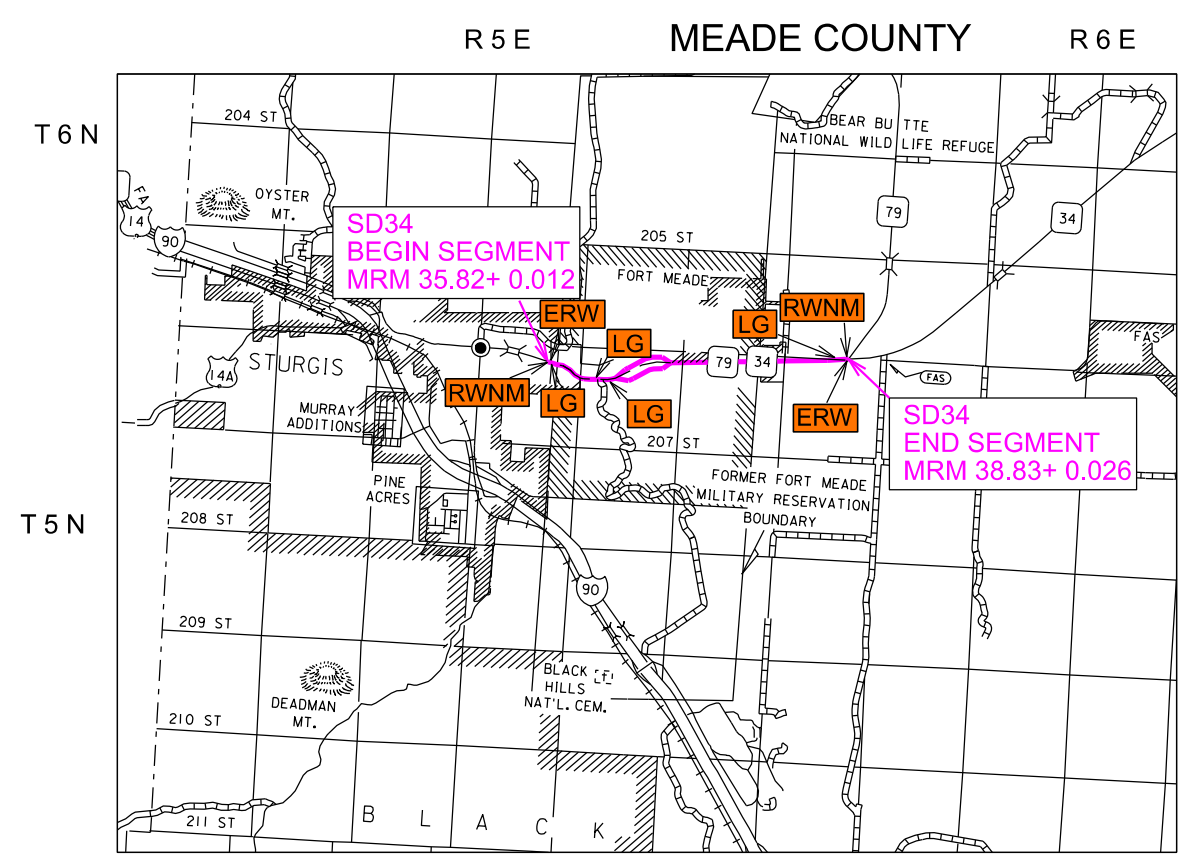 R 5 E
MEADE COUNTY
R 6 E
T 6 N
204 ST
BEAR BUTTE
NATIONAL WILD LIFE REFUGE
FA
14
90
OYSTER
MT.
79
34
SD34
BEGIN SEGMENT
MRM 35.82+ 0.012
205 ST
FORT MEADE
ERW
LG
LG
RWNM
FAS
14A
STURGIS
79
34
FAS
RWNM
LG
LG
ERW
MURRAY
ADDITIONS
SD34
END SEGMENT
MRM 38.83+ 0.026
207 ST
PINE
ACRES
FORMER FORT MEADE
MILITARY RESERVATION
BOUNDARY
T 5 N
208 ST
90
209 ST
BLACK
HILLS
NAT'L. CEM.
DEADMAN
MT.
210 ST
211 ST
B L A C K